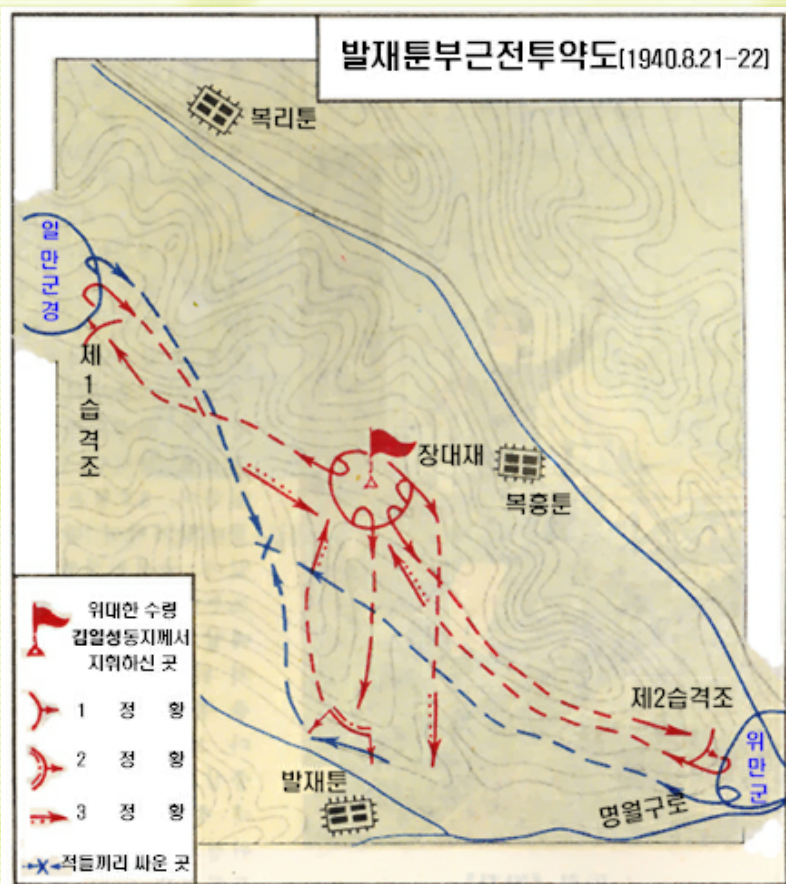 발재툰부근전투약도(1940.8.21-22)
복리툰
일만군경
제1습격조
장대재
복흥툰
제2습격조
위만군
명월구로
발재툰
위대한 수령
김일성동지께서
지휘하신 곳
1 정 황
2 정 황
3 정 황
적들끼리 싸운 곳